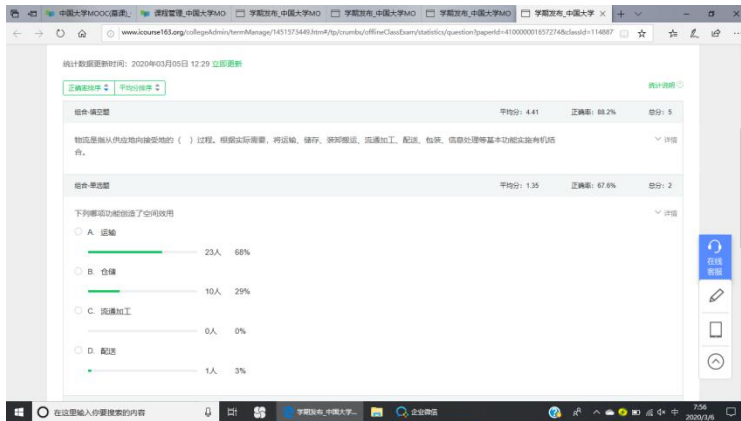 中国大学MOOC(慕课)_
课程管理_中国大学MO
学期发布_中国大学MO
学期发布_中国大学MO
学期发布_中国大学MO
学期发布_中国大学
www.icourse163.org/collegeAdmin/termManage/1451573449.htm#/tp/crumbs/offlineClassExam/statistics/question?paperId=410000001657274&classId=114887
统计数据更新时间：2020年03月05日 12:29 立即更新
正确率排序 平均分排序 统计说明
组合-填空题 平均分：4.41 正确率：88.2% 总分：5
物流是指从供应地向接受地的（ ）过程。根据实际需要，将运输、储存、装卸搬运、流通加工、配送、包装、信息处理等基本功能实施有机结 详情
合。
组合-单选题 平均分：1.35 正确率：67.6% 总分：2
下列哪项功能创造了空间效用 详情
A. 运输
23人 68%
B. 仓储
10人 29%
C. 流通加工
0人 0%
D. 配送
1人 3%
在线
客服
在这里输入你要搜索的内容
学期发布_中国大学...
企业微信
中
7:56
2020/3/6